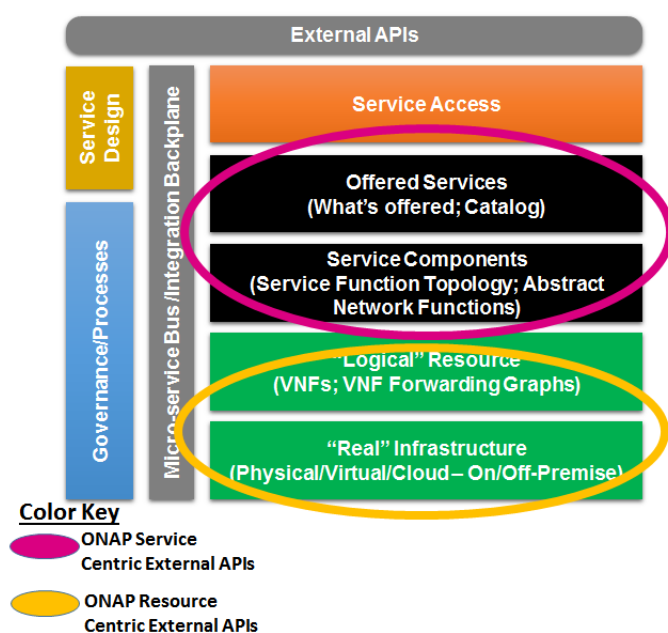 External APIs
Service
Design
Governance/Processes
Micro-service Bus /Integration Backplane
Service Access
Offered Services
(What's offered; Catalog)
Service Components
(Service Function Topology; Abstract
Network Functions)
“Logical” Resource
(VNFs; VNF Forwarding Graphs)
“Real” Infrastructure
(Physical/Virtual/Cloud – On/Off-Premise)
Color Key
ONAP Service
Centric External APIs
ONAP Resource
Centric External APIs